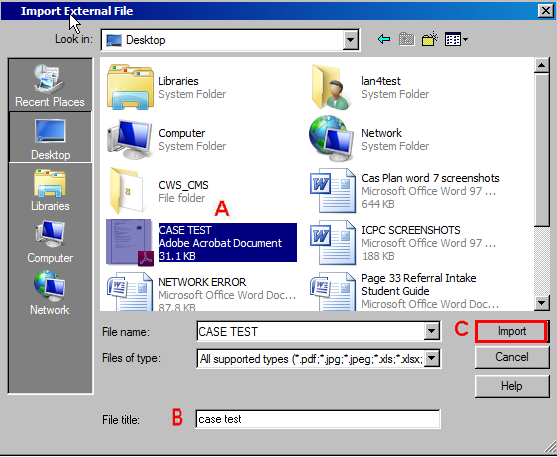 Import External File
Look in: Desktop
Recent Places
Desktop
Libraries
Computer
Network
Libraries
System Folder
lan4test
System Folder
Computer
System Folder
Network
System Folder
CWS_CMS
File folder
Cas Plan word 7 screenshots
Microsoft Office Word 97 ...
644 KB
A
CASE TEST
Adobe Acrobat Document
31.1 KB
ICPC SCREENSHOTS
Microsoft Office Word 97 ...
188 KB
NETWORK ERROR
Microsoft Office Word Doc...
87.8 KB
Page 33 Referral Intake
Student Guide
Microsoft Office Word 97 ...
File name: CASE TEST
C Import
Files of type: All supported types (*.pdf;*.jpg;*.jpeg;*.xls;*.xlsx;
Cancel
Help
File title: B case test